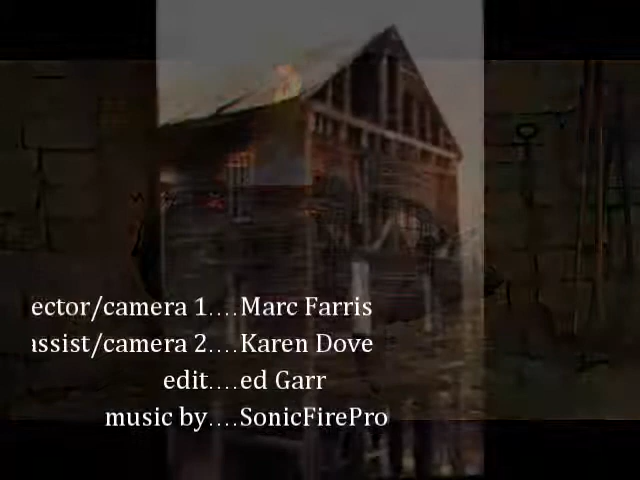 ector/camera 1....Marc Farris
assist/camera 2....Karen Dove
edit....ed Garr
music by....SonicFirePro